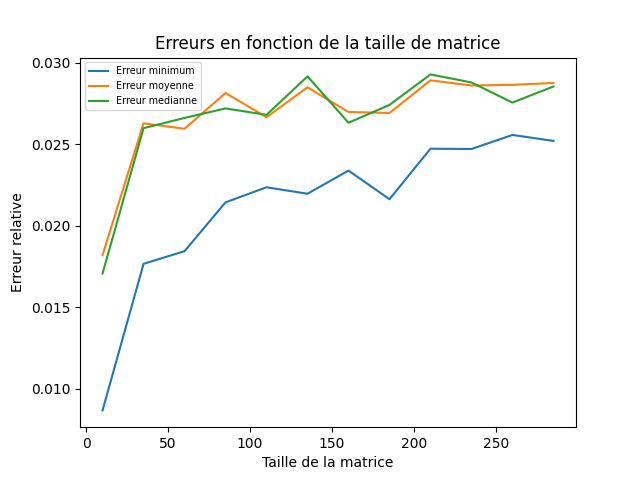 Erreurs en fonction de la taille de matrice
0.030
0.025
0.020
0.015
0.010
Erreur relative
Erreur minimum
Erreur moyenne
Erreur medianne
0
50
100
150
200
250
Taille de la matrice